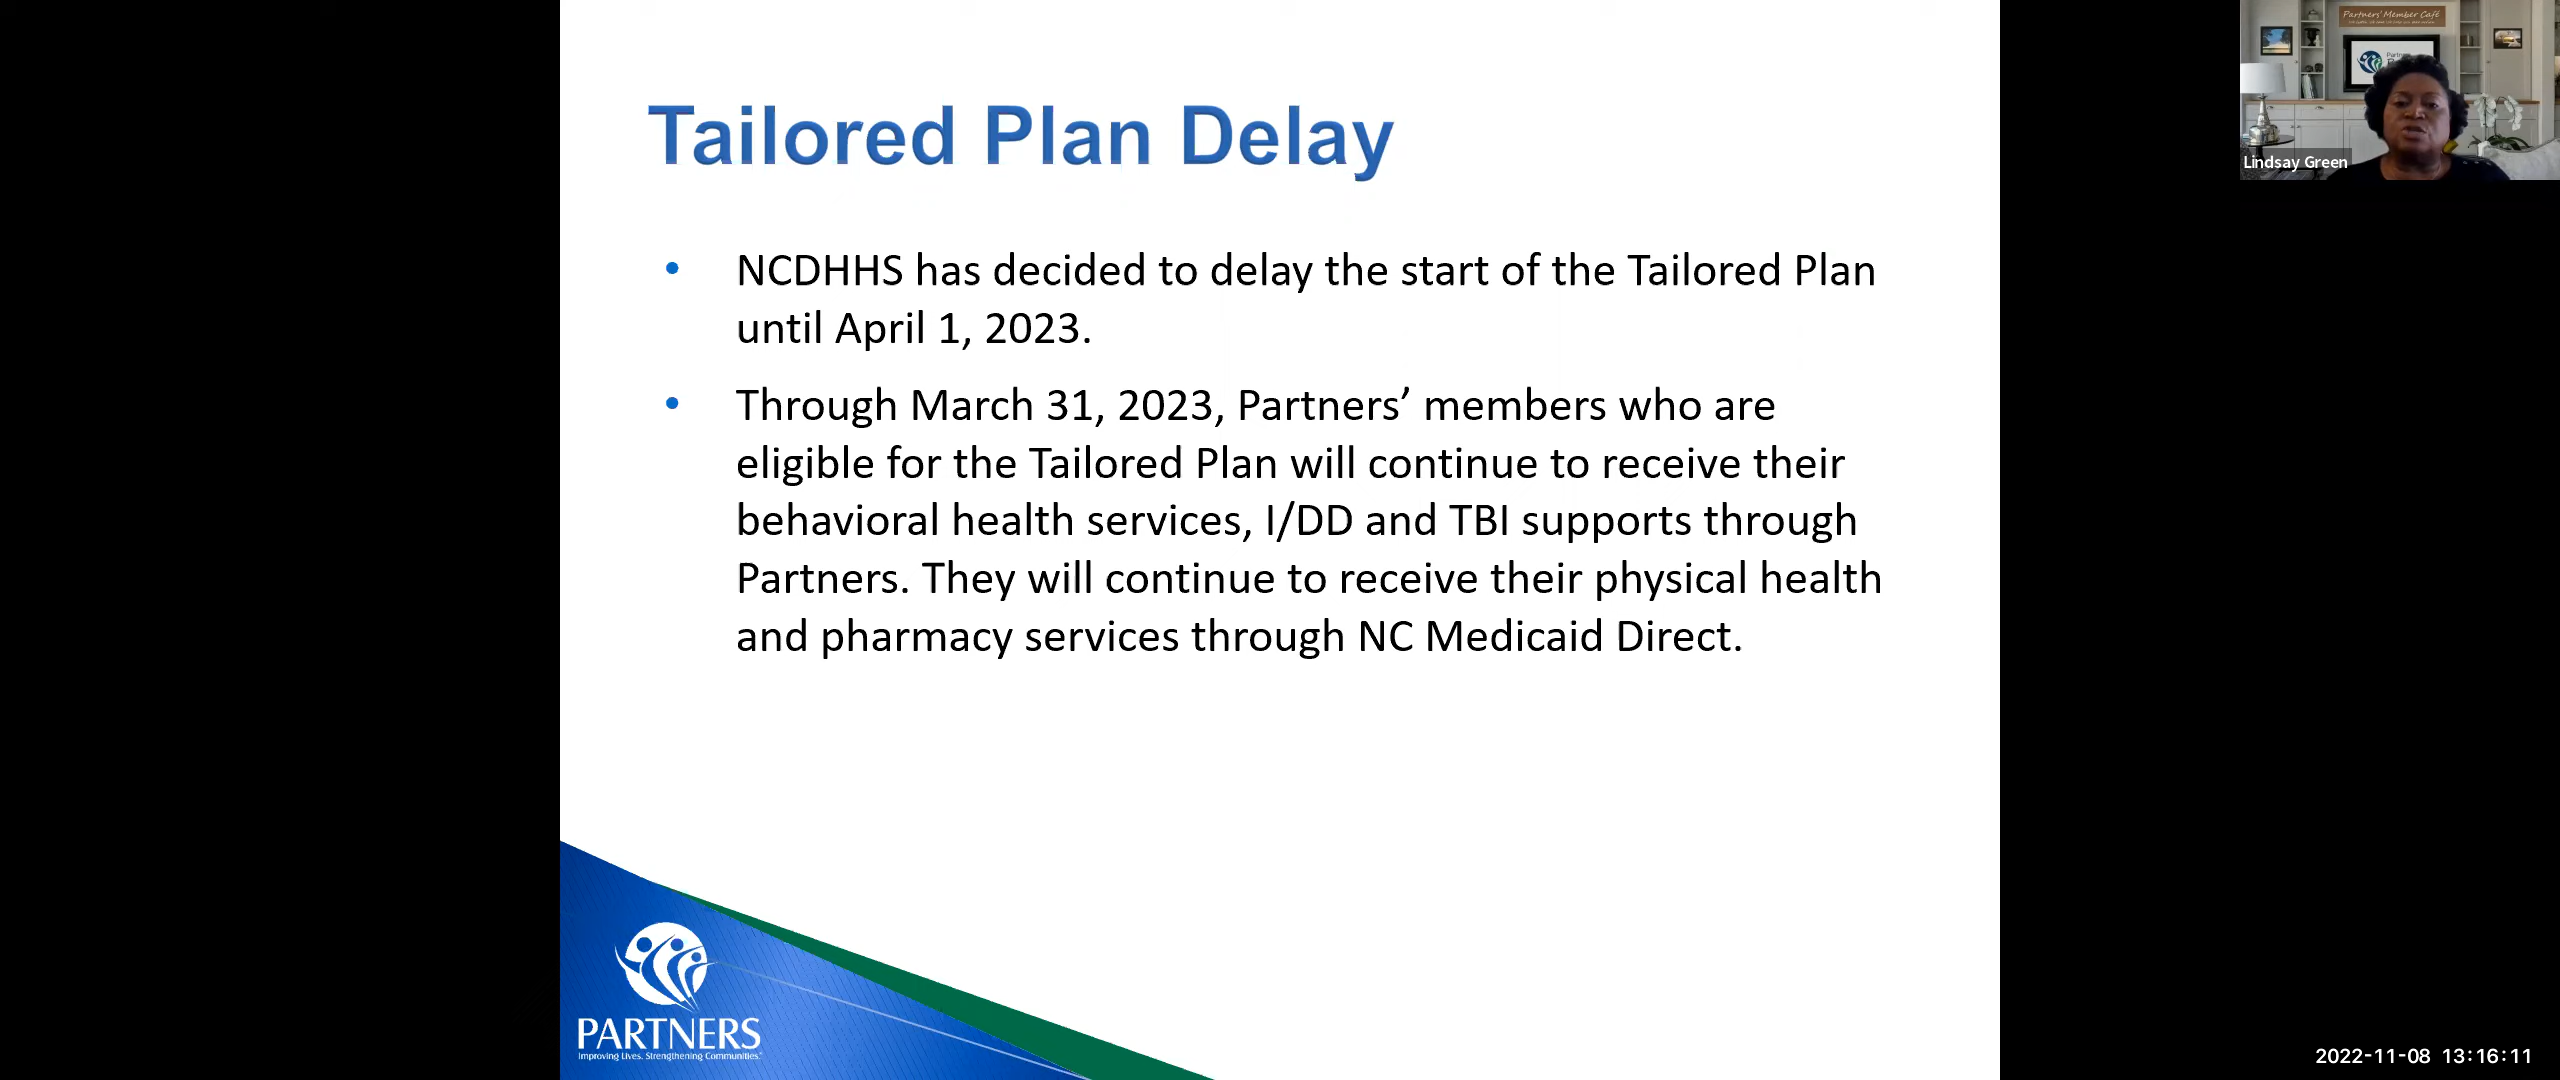 Tailored Plan Delay
• NCDHHS has decided to delay the start of the Tailored Plan
until April 1, 2023.
• Through March 31, 2023, Partners’ members who are
eligible for the Tailored Plan will continue to receive their
behavioral health services, I/DD and TBI supports through
Partners. They will continue to receive their physical health
and pharmacy services through NC Medicaid Direct.
PARTNERS
Improving Lives. Strengthening Communities.
Partners' Member Café
Lindsay Green
2022-11-08 13:16:11